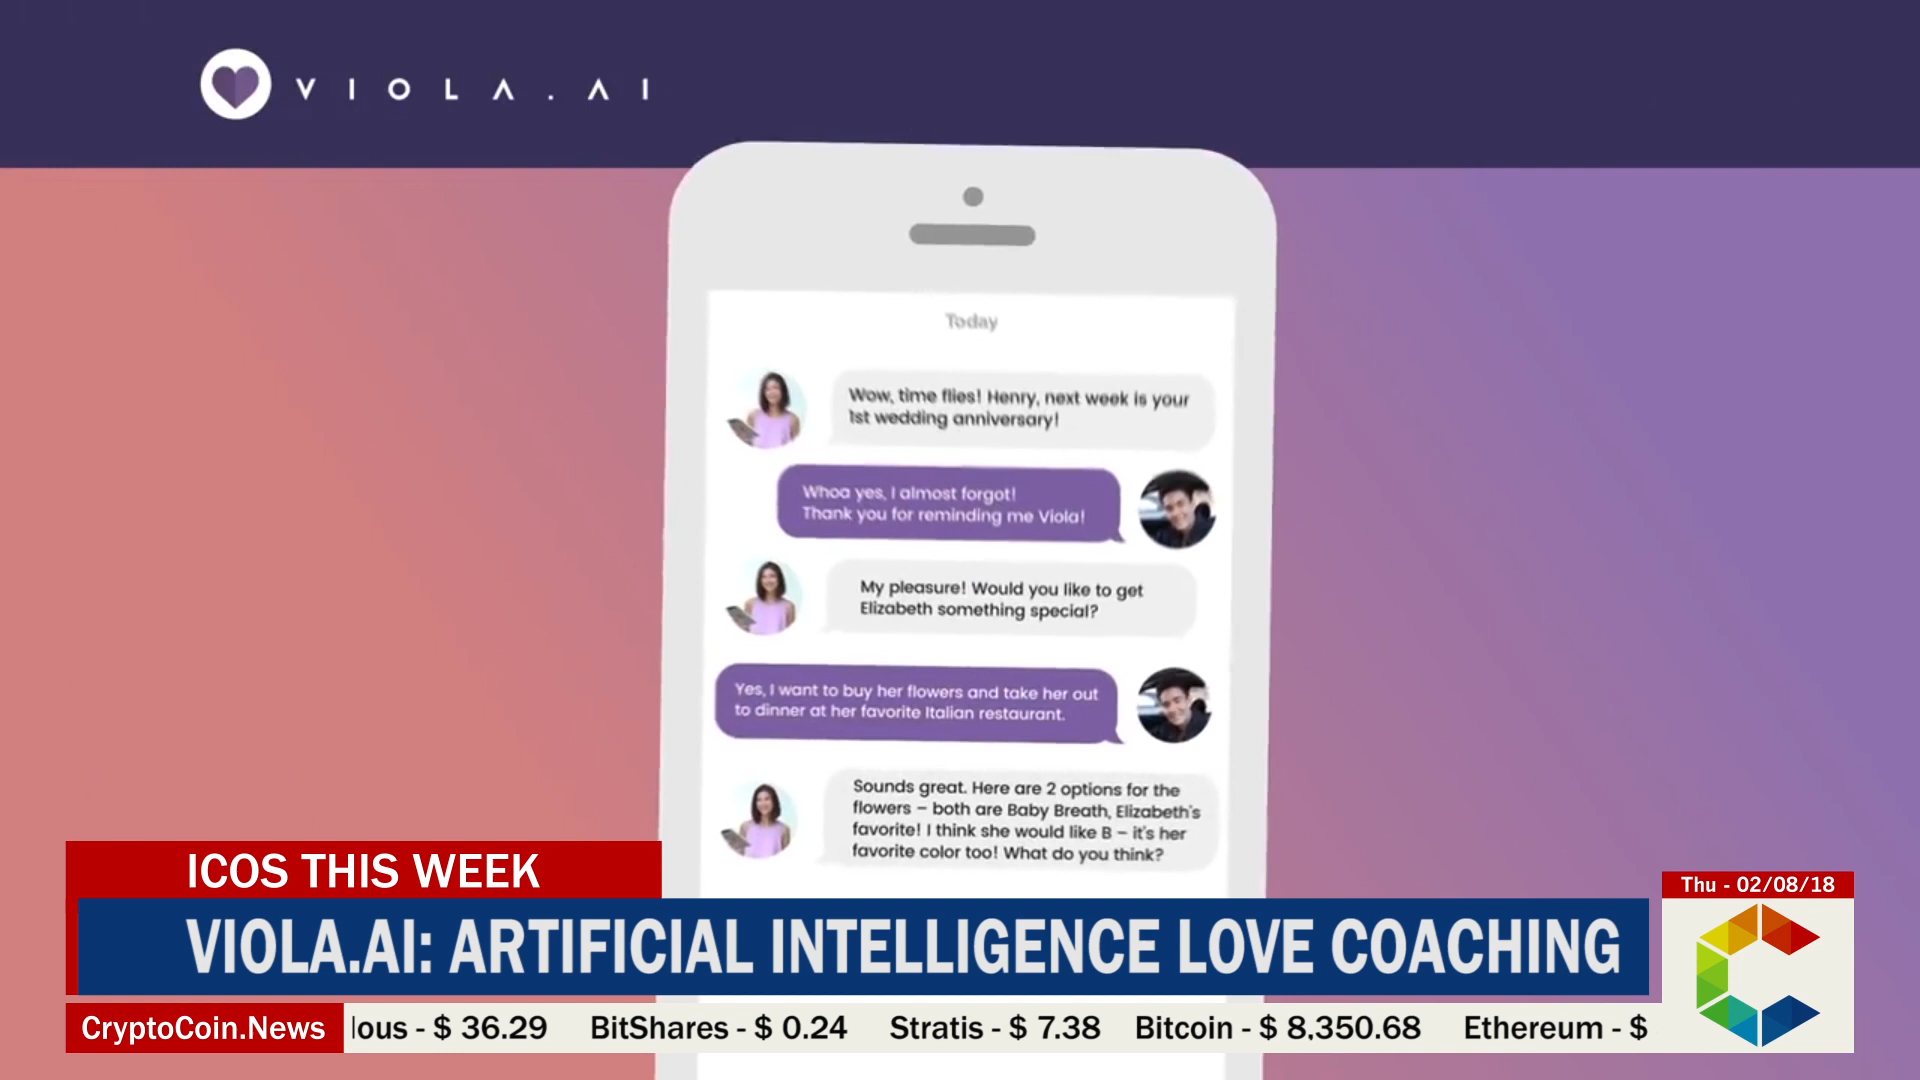 VIOLA.AI
Today
Wow, time flies! Henry, next week is your
1st wedding anniversary!
Whoa yes, I almost forgot!
Thank you for reminding me Viola!
My pleasure! Would you like to get
Elizabeth something special?
Yes, I want to buy her flowers and take her out
to dinner at her favorite Italian restaurant.
Sounds great. Here are 2 options for the
flowers – both are Baby Breath, Elizabeth's
favorite! I think she would like B – it's her
favorite color too! What do you think?
ICOS THIS WEEK
VIOLA.AI: ARTIFICIAL INTELLIGENCE LOVE COACHING
Thu - 02/08/18
CryptoCoin.News
lous - $ 36.29 BitShares - $ 0.24 Stratis - $ 7.38 Bitcoin - $ 8,350.68 Ethereum - $